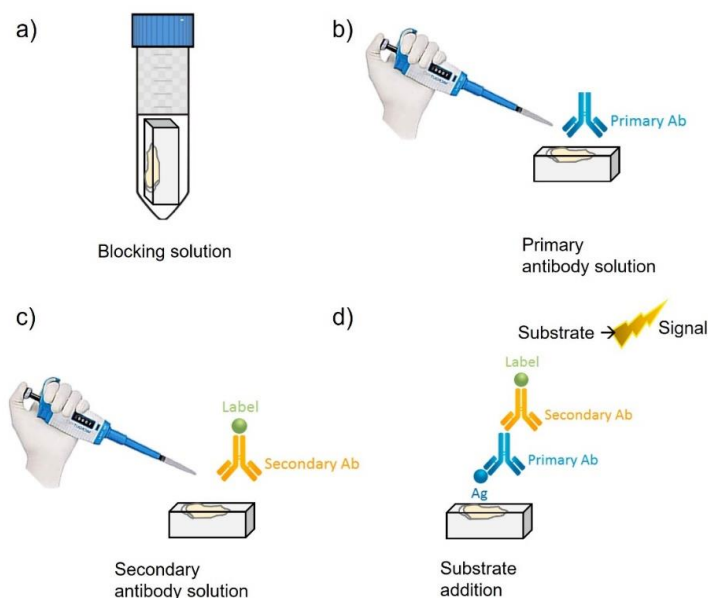 a)
Blocking solution
b)
Primary Ab
Primary
antibody solution
c)
Label
Secondary Ab
Secondary
antibody solution
d)
Substrate → Signal
Label
Secondary Ab
Primary Ab
Ag
Substrate
addition